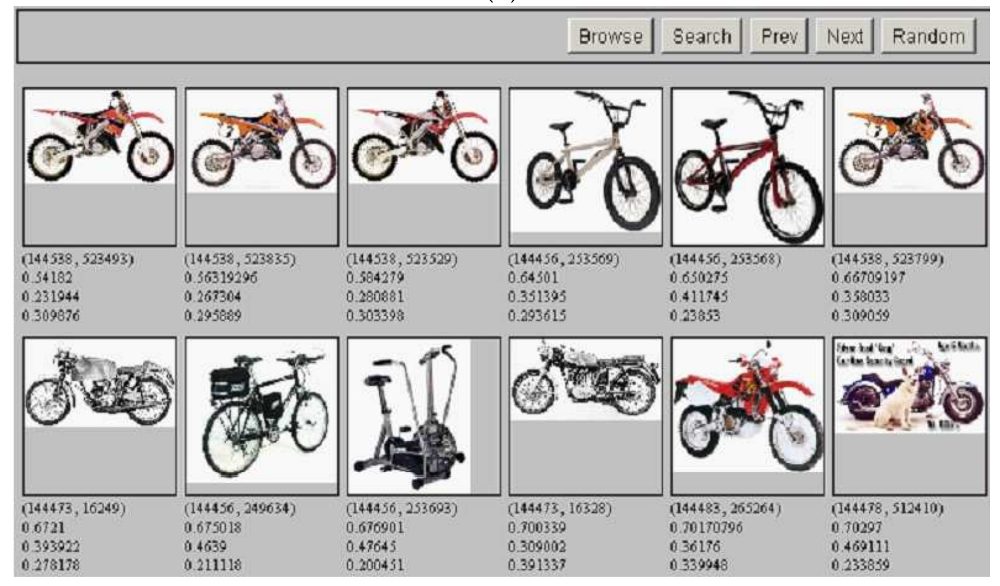 Browse Search Prev Next Random
(144538, 523493) (144538, 523835) (144538, 523529) (144456, 253569) (144456, 253568) (144538, 523799)
0.54182 0.56319296 0.584279 0.64501 0.650275 0.66709197
0.231944 0.267304 0.280881 0.351395 0.411745 0.358033
0.309876 0.295889 0.303398 0.293615 0.23853 0.309059
(144473, 16249) (144456, 249634) (144456, 253693) (144473, 16328) (144483, 265264) (144478, 512410)
0.6721 0.675018 0.676901 0.700339 0.70170796 0.70297
0.393922 0.4639 0.47645 0.309002 0.36176 0.469111
0.278178 0.211118 0.200451 0.391337 0.339948 0.233859